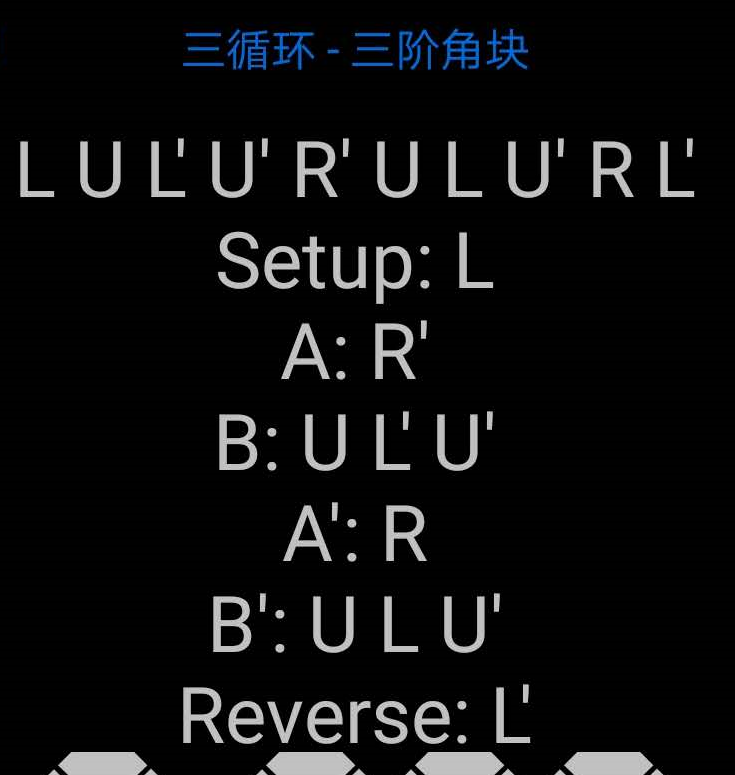 三循环 - 三阶角块
L U L' U' R' U L U' R L'
Setup: L
A: R'
B: U L' U'
A': R
B': U L U'
Reverse: L'